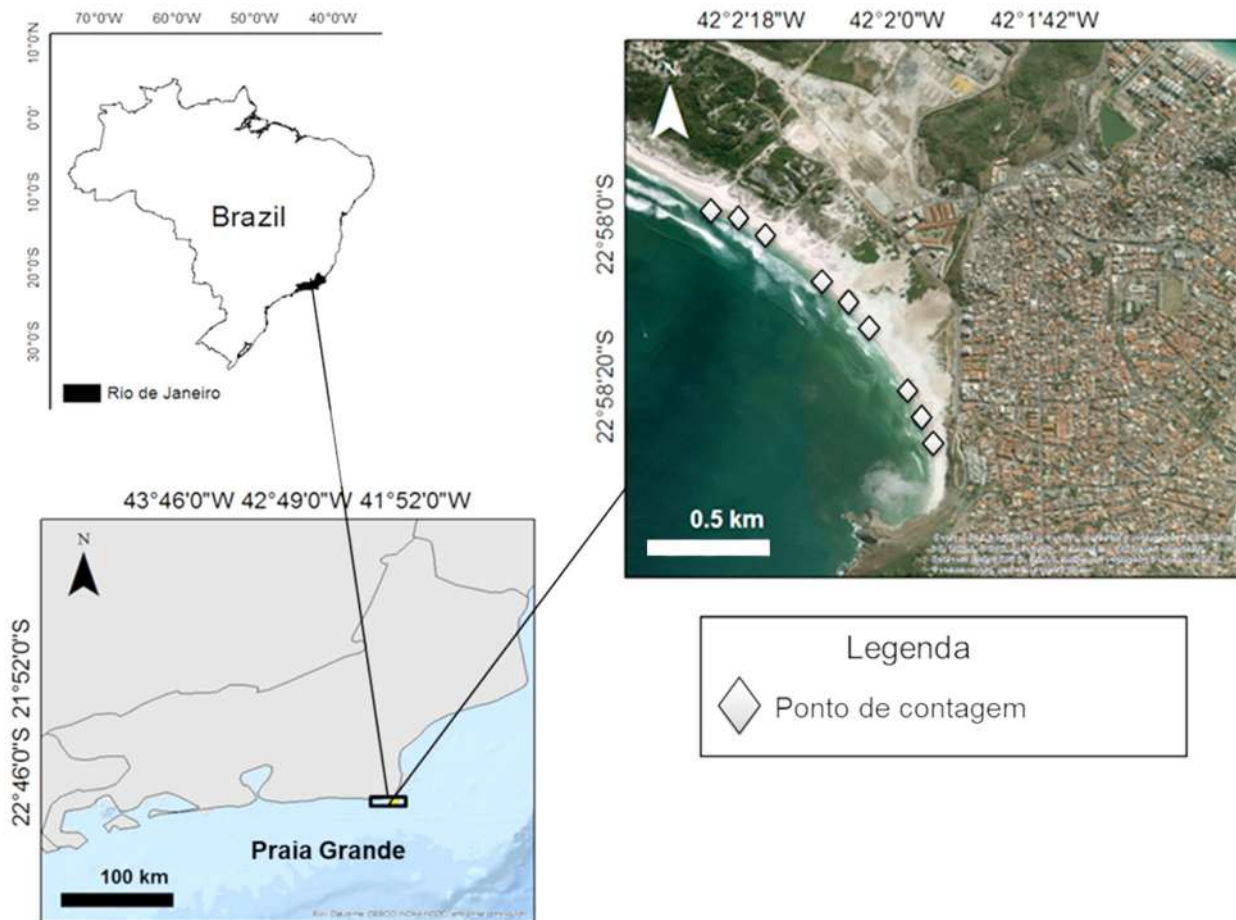 70°0'W 60°0'W 50°0'W 40°0'W
10°0'N
0°0'
10°0'S
20°0'S
30°0'S
Brazil
Rio de Janeiro
42°2'18"W 42°2'0"W 42°1'42"W
22°58'0"S
22°58'20"S
N
0.5 km
43°46'0"W 42°49'0"W 41°52'0"W
21°52'0"S
22°46'0"S
N
Praia Grande
100 km
Legenda
Ponto de contagem